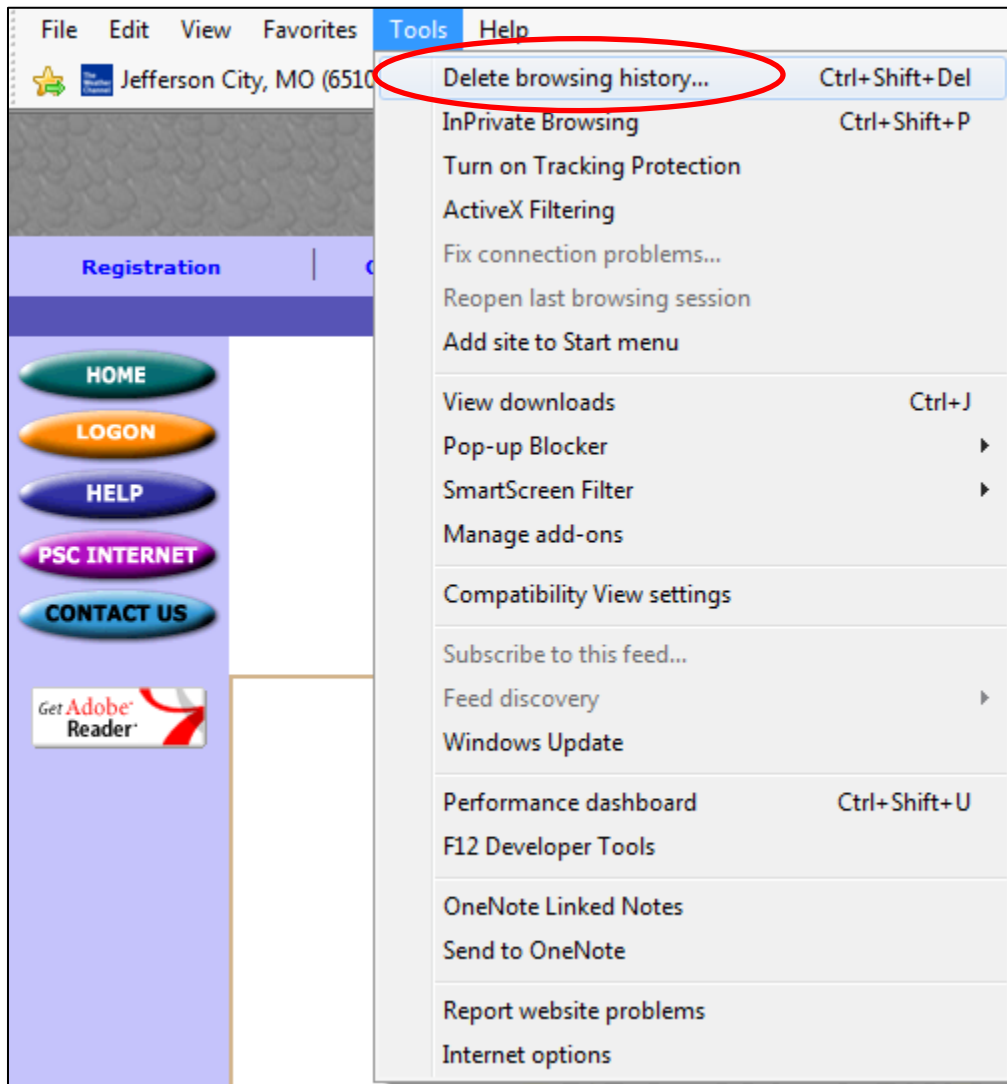 File Edit View Favorites Tools Help
The Weather Channel Jefferson City, MO (6510
Delete browsing history... Ctrl+Shift+Del
InPrivate Browsing Ctrl+Shift+P
Turn on Tracking Protection
ActiveX Filtering
Fix connection problems...
Reopen last browsing session
Add site to Start menu
Registration
View downloads Ctrl+J
Pop-up Blocker
SmartScreen Filter
Manage add-ons
Compatibility View settings
Subscribe to this feed...
Feed discovery
Windows Update
Performance dashboard Ctrl+Shift+U
F12 Developer Tools
OneNote Linked Notes
Send to OneNote
Report website problems
Internet options
HOME
LOGON
HELP
PSC INTERNET
CONTACT US
Get Adobe
Reader